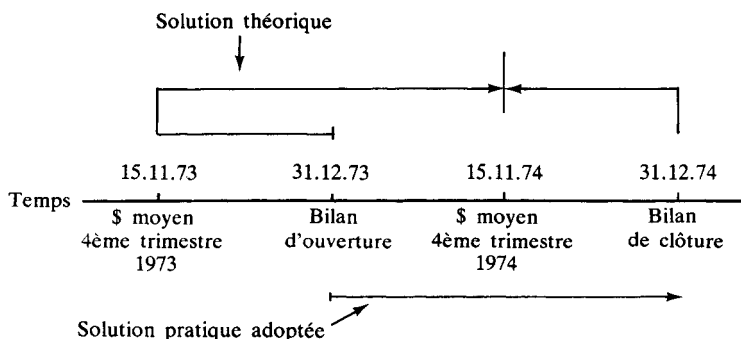 Solution théorique
15.11.73 31.12.73 15.11.74 31.12.74
Temps
$ moyen Bilan $ moyen Bilan
4ème trimestre d'ouverture 4ème trimestre de clôture
1973 1974
Solution pratique adoptée